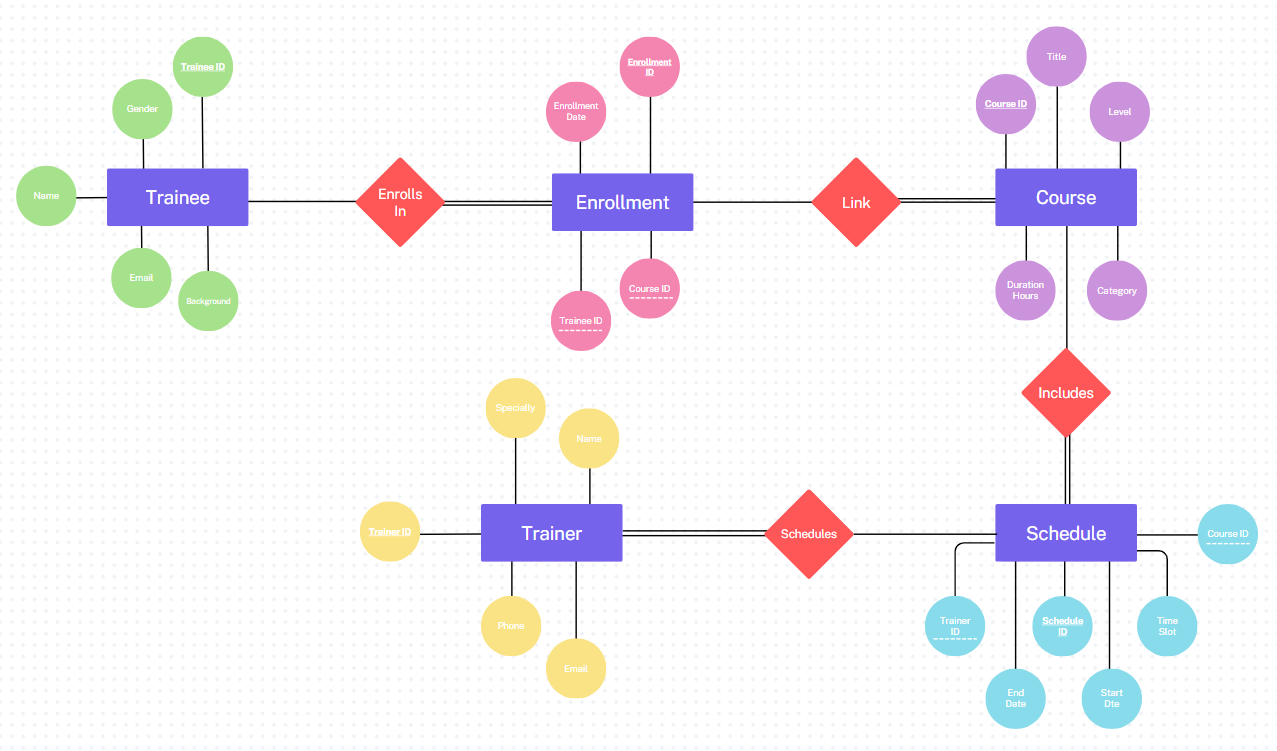 Trainee ID
Gender
Name
Trainee
Email
Background
Enrolls
In
Enrollment
ID
Enrollment
Date
Enrollment
Course ID
Trainee ID
Link
Title
Course ID
Level
Course
Duration
Hours
Category
Includes
Specially
Name
Trainer ID
Trainer
Phone
Email
Schedules
Schedule
Course ID
Trainer
ID
Schedule
ID
Time
Slot
End
Date
Start
Dte